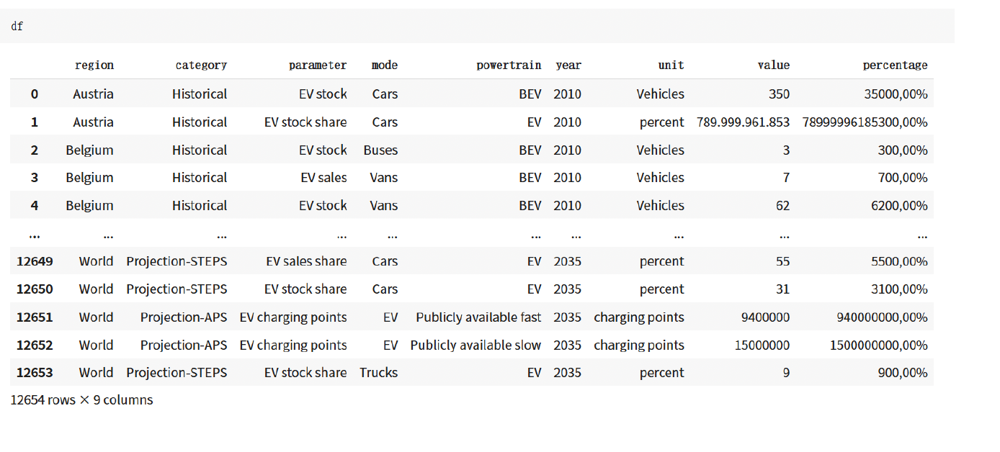 df
region category parameter mode powertrain year unit value percentage
0 Austria Historical EV stock Cars BEV 2010 Vehicles 350 35000,00%
1 Austria Historical EV stock share Cars EV 2010 percent 789.999.961.853 78999996185300,00%
2 Belgium Historical EV stock Buses BEV 2010 Vehicles 3 300,00%
3 Belgium Historical EV sales Vans BEV 2010 Vehicles 7 700,00%
4 Belgium Historical EV stock Vans BEV 2010 Vehicles 62 6200,00%
... ... ... ... ... ... ... ... ... ...
12649 World Projection-STEPS EV sales share Cars EV 2035 percent 55 5500,00%
12650 World Projection-STEPS EV stock share Cars EV 2035 percent 31 3100,00%
12651 World Projection-APS EV charging points EV Publicly available fast 2035 charging points 9400000 940000000,00%
12652 World Projection-APS EV charging points EV Publicly available slow 2035 charging points 15000000 1500000000,00%
12653 World Projection-STEPS EV stock share Trucks EV 2035 percent 9 900,00%
12654 rows × 9 columns